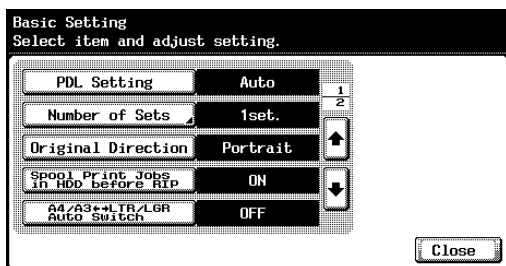 Basic Setting
Select item and adjust setting.
PDL Setting Auto
Number of Sets 1set.
Original Direction Portrait
Spool Print Jobs
in HDD before RIP ON
A4/A3↔LTR/LGR
Auto Switch OFF
1
2
Close